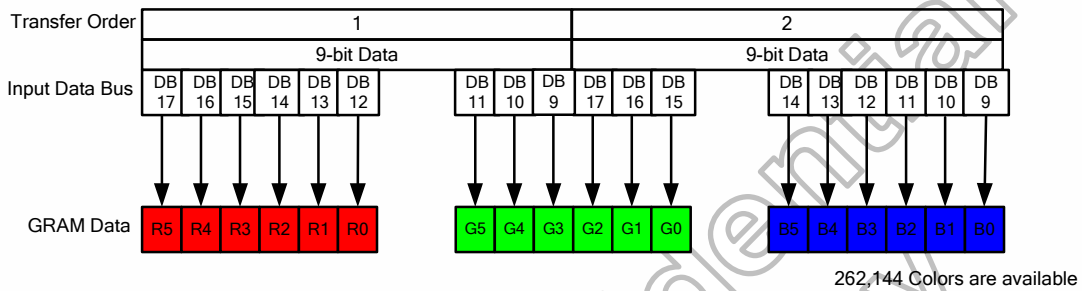 Transfer Order 1 2
9-bit Data 9-bit Data
Input Data Bus DB 17 DB 16 DB 15 DB 14 DB 13 DB 12 DB 11 DB 10 DB 9 DB 17 DB 16 DB 15 DB 14 DB 13 DB 12 DB 11 DB 10 DB 9
GRAM Data R5 R4 R3 R2 R1 R0 G5 G4 G3 G2 G1 G0 B5 B4 B3 B2 B1 B0
262,144 Colors are available